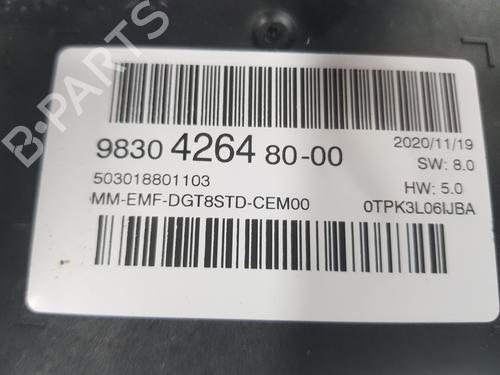 9830 4264 80-00
2020/11/19
SW: 8.0
503018801103
HW: 5.0
MM-EMF-DGT8STD-CEM00
0TPK3L06IJBA
B-PARTS